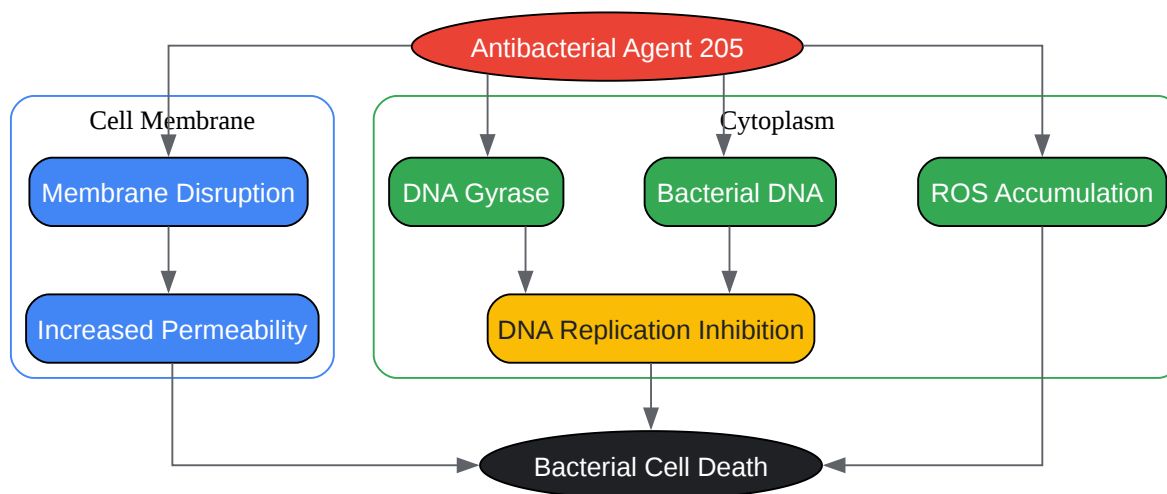 Antibacterial Agent 205
Cell Membrane
Cytoplasm
Membrane Disruption
DNA Gyrase
Bacterial DNA
ROS Accumulation
Increased Permeability
DNA Replication Inhibition
Bacterial Cell Death